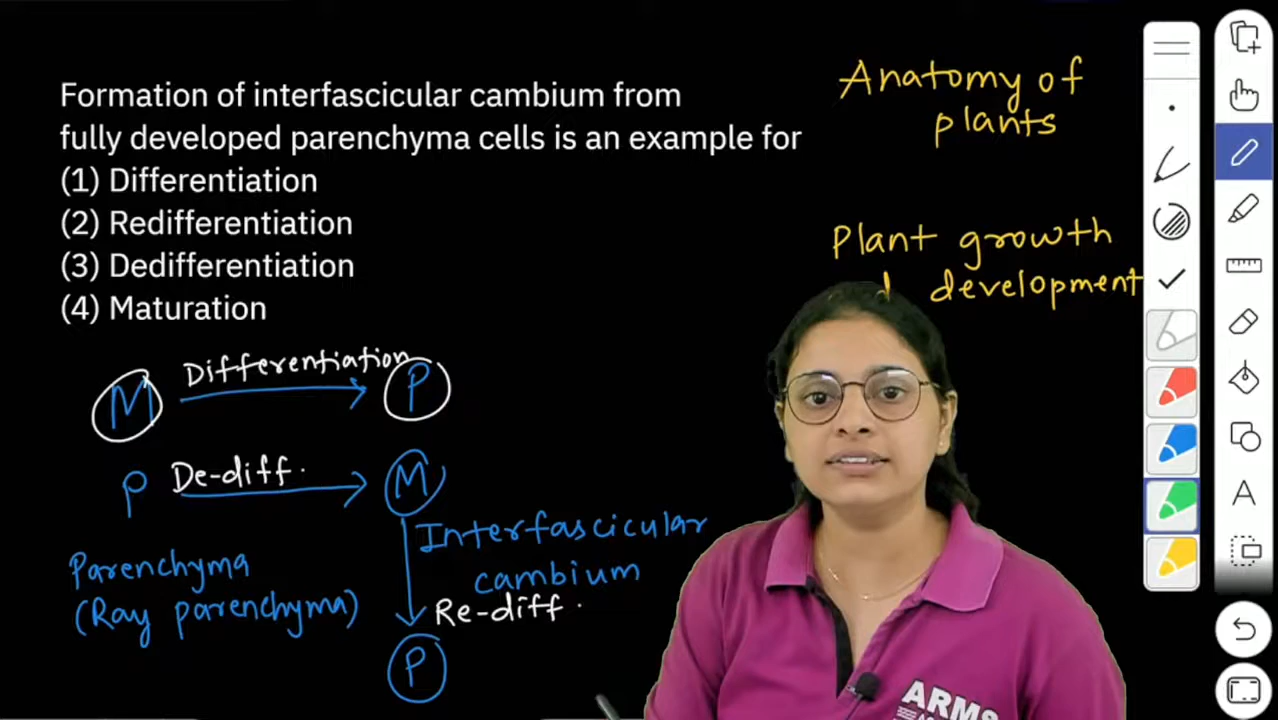 Formation of interfascicular cambium from
fully developed parenchyma cells is an example for
(1) Differentiation
(2) Redifferentiation
(3) Dedifferentiation
(4) Maturation
Anatomy of
plants
Plant growth
development
M Differentiation P
P De-diff. M
Interfascicular
cambium
Parenchyma
(Ray parenchyma)
Re-diff.
P
A
ARMS